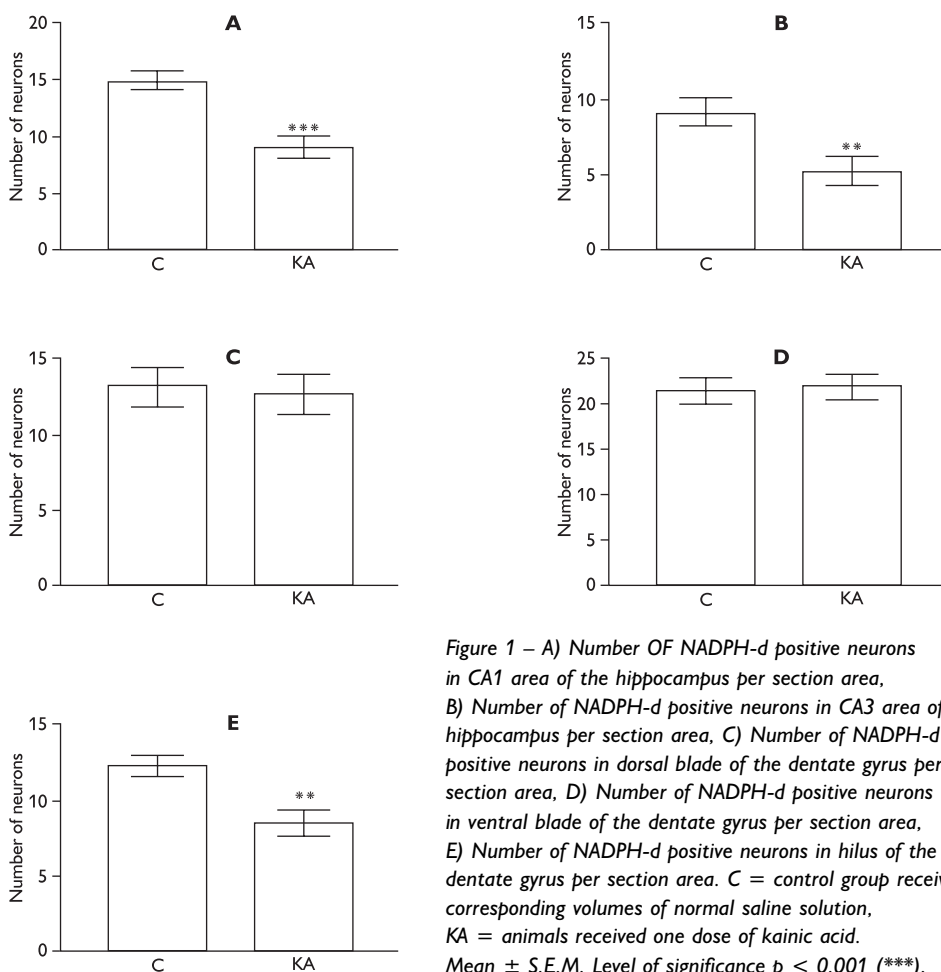 A
Number of neurons
20
15
10
5
0
***
C
KA
B
Number of neurons
15
10
5
0
**
C
KA
C
Number of neurons
15
10
5
0
C
KA
D
Number of neurons
25
20
15
10
5
0
C
KA
E
Number of neurons
15
10
5
0
**
C
KA
Figure 1 – A) Number OF NADPH-d positive neurons
in CA1 area of the hippocampus per section area,
B) Number of NADPH-d positive neurons in CA3 area of
hippocampus per section area, C) Number of NADPH-d
positive neurons in dorsal blade of the dentate gyrus per
section area, D) Number of NADPH-d positive neurons
in ventral blade of the dentate gyrus per section area,
E) Number of NADPH-d positive neurons in hilus of the
dentate gyrus per section area. C = control group receiv
corresponding volumes of normal saline solution,
KA = animals received one dose of kainic acid.
Mean ± S.E.M. Level of significance p < 0.001 (***),